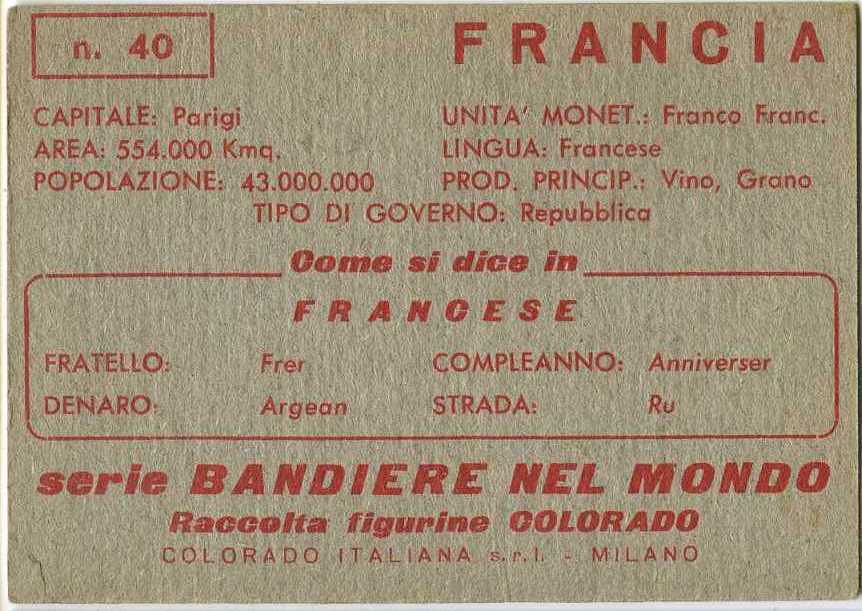 n. 40
FRANCIA
CAPITALE: Parigi
UNITA' MONET.: Franco Franc.
AREA: 554.000 Kmq.
LINGUA: Francese
POPOLAZIONE: 43.000.000
PROD. PRINCIP.: Vino, Grano
TIPO DI GOVERNO: Repubblica
Come si dice in
FRANCESE
FRATELLO: Frer
COMPLEANNO: Anniverser
DENARO: Argean
STRADA: Ru
serie BANDIERE NEL MONDO
Raccolta figurine COLORADO
COLORADO ITALIANA s.r.l. - MILANO